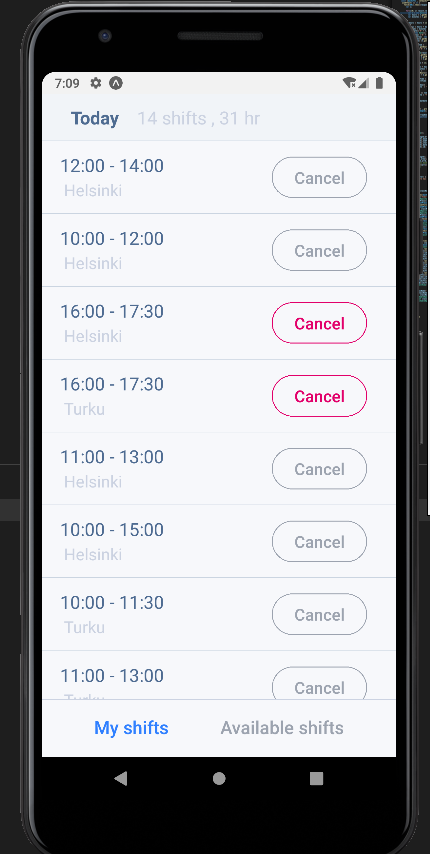 7:09
Today 14 shifts , 31 hr
12:00 - 14:00
Helsinki
Cancel
10:00 - 12:00
Helsinki
Cancel
16:00 - 17:30
Helsinki
Cancel
16:00 - 17:30
Turku
Cancel
11:00 - 13:00
Helsinki
Cancel
10:00 - 15:00
Helsinki
Cancel
10:00 - 11:30
Turku
Cancel
11:00 - 13:00
Turku
Cancel
My shifts Available shifts